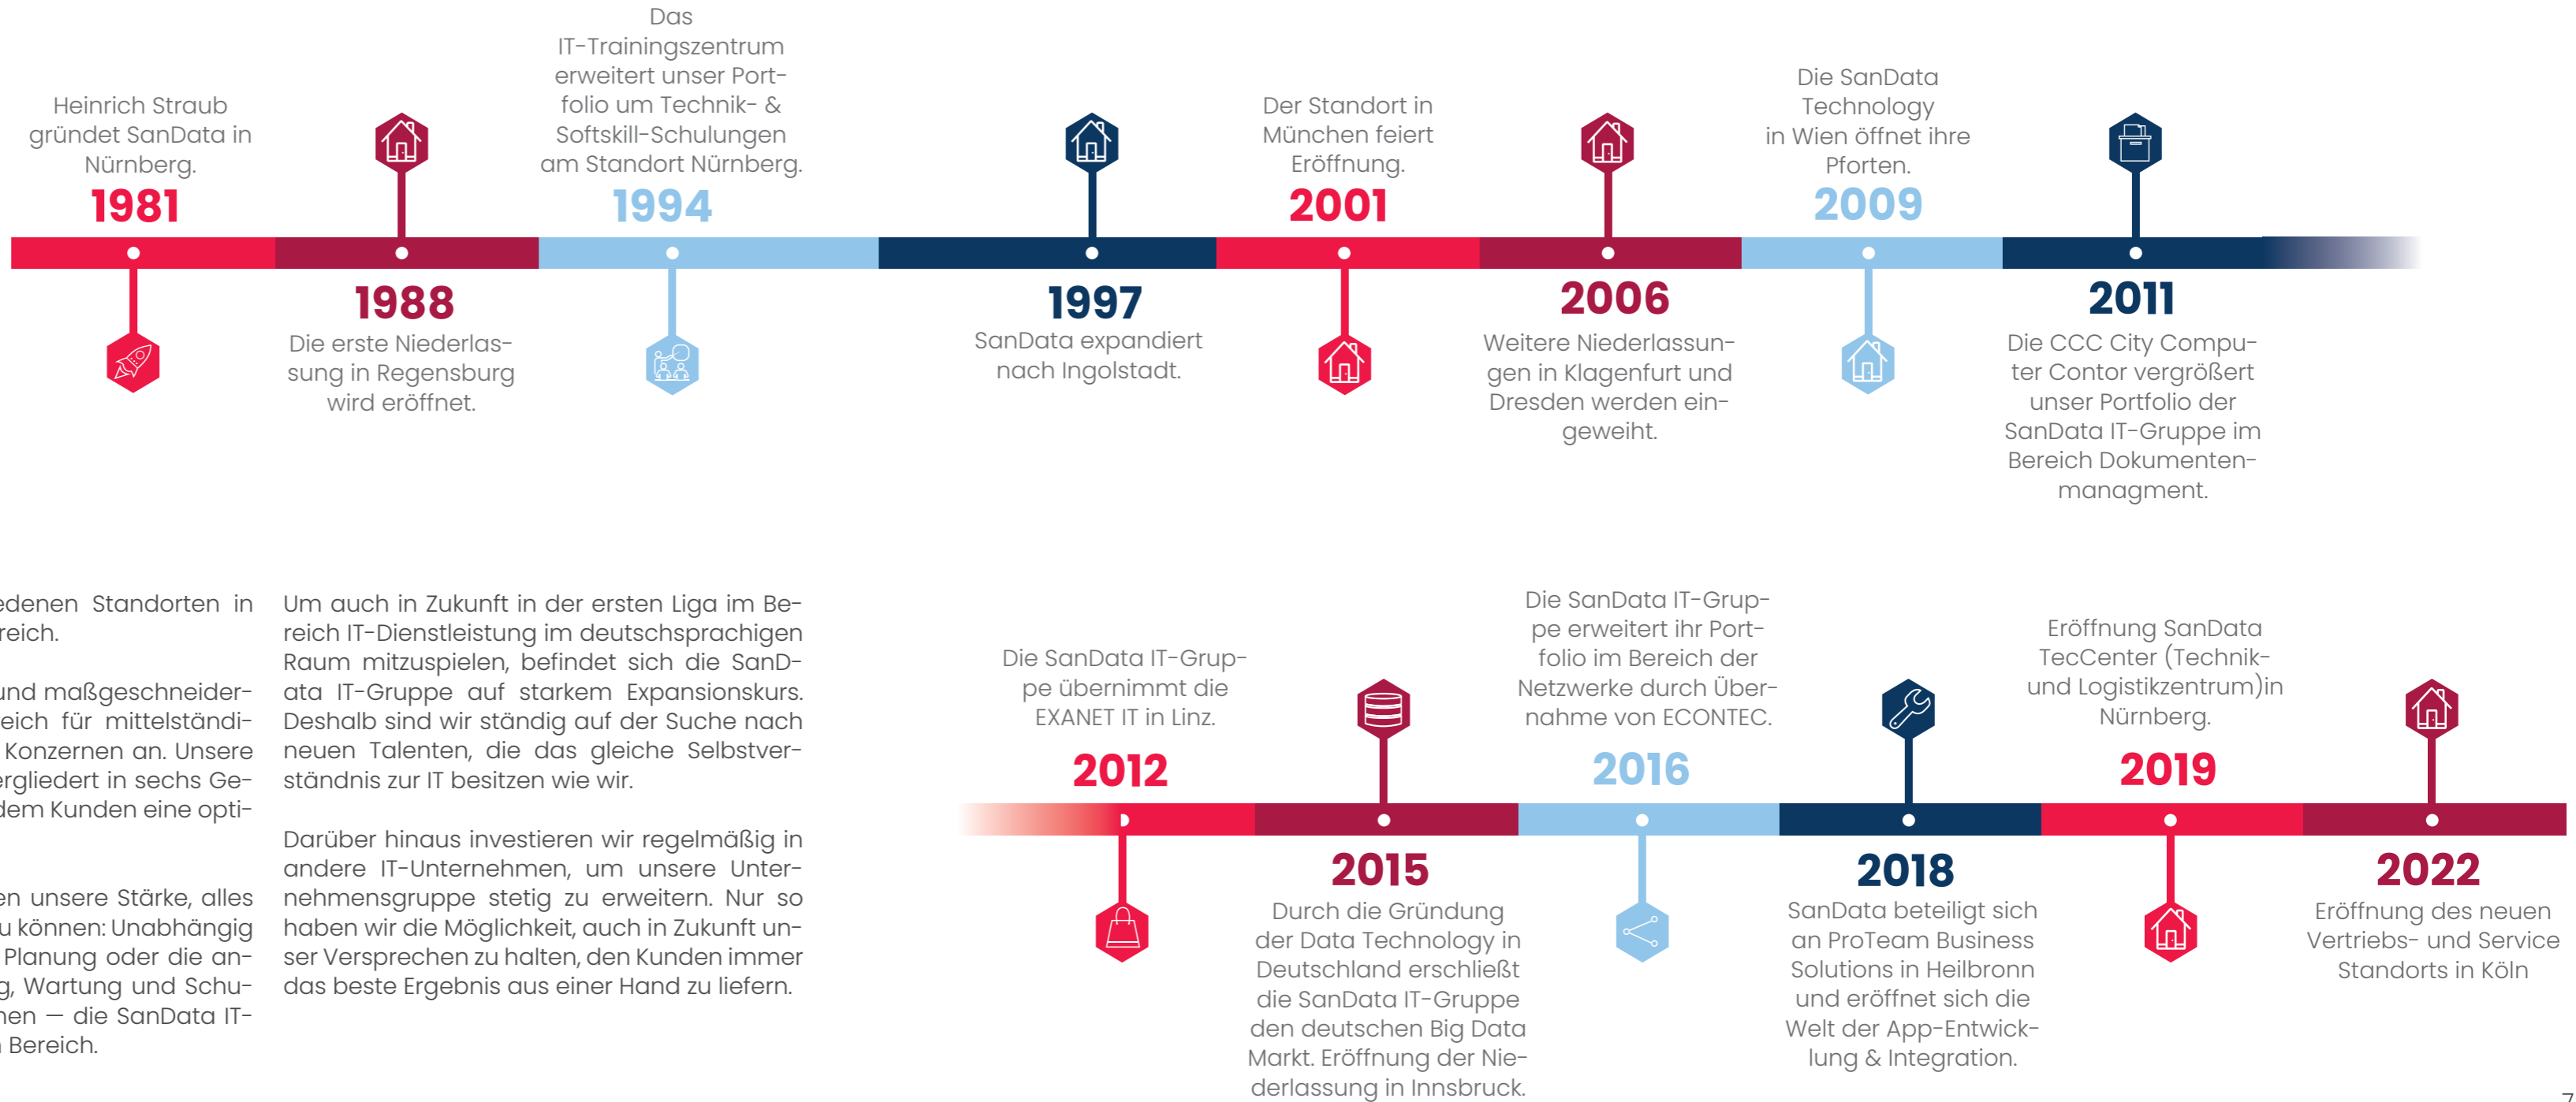 Heinrich Straub
gründet SanData in
Nürnberg.
1981
1988
Die erste Niederlas-
sung in Regensburg
wird eröffnet.
Das
IT-Trainingszentrum
erweitert unser Port-
folio um Technik- &
Softskill-Schulungen
am Standort Nürnberg.
1994
1997
SanData expandiert
nach Ingolstadt.
Der Standort in
München feiert
Eröffnung.
2001
2006
Weitere Niederlassun-
gen in Klagenfurt und
Dresden werden ein-
geweiht.
Die SanData
Technology
in Wien öffnet ihre
Pforten.
2009
2011
Die CCC City Compu-
ter Contor vergrößert
unser Portfolio der
SanData IT-Gruppe im
Bereich Dokumenten-
managment.
edenen Standorten in
reich.
und maßgeschneider-
eich für mittelständi-
Konzernen an. Unsere
ergliedert in sechs Ge-
dem Kunden eine opti-
en unsere Stärke, alles
u können: Unabhängig
Planung oder die an-
g, Wartung und Schu-
nen — die SanData IT-
n Bereich.
Um auch in Zukunft in der ersten Liga im Be-
reich IT-Dienstleistung im deutschsprachigen
Raum mitzuspielen, befindet sich die SanD-
ata IT-Gruppe auf starkem Expansionskurs.
Deshalb sind wir ständig auf der Suche nach
neuen Talenten, die das gleiche Selbstver-
ständnis zur IT besitzen wie wir.
Darüber hinaus investieren wir regelmäßig in
andere IT-Unternehmen, um unsere Unter-
nehmensgruppe stetig zu erweitern. Nur so
haben wir die Möglichkeit, auch in Zukunft un-
ser Versprechen zu halten, den Kunden immer
das beste Ergebnis aus einer Hand zu liefern.
Die SanData IT-Grup-
pe übernimmt die
EXANET IT in Linz.
2012
2015
Durch die Gründung
der Data Technology in
Deutschland erschließt
die SanData IT-Gruppe
den deutschen Big Data
Markt. Eröffnung der Nie-
derlassung in Innsbruck.
Die SanData IT-Grup-
pe erweitert ihr Port-
folio im Bereich der
Netzwerke durch Über-
nahme von ECONTEC.
2016
2018
SanData beteiligt sich
an ProTeam Business
Solutions in Heilbronn
und eröffnet sich die
Welt der App-Entwick-
lung & Integration.
Eröffnung SanData
TecCenter (Technik-
und Logistikzentrum)in
Nürnberg.
2019
2022
Eröffnung des neuen
Vertriebs- und Service
Standorts in Köln
7